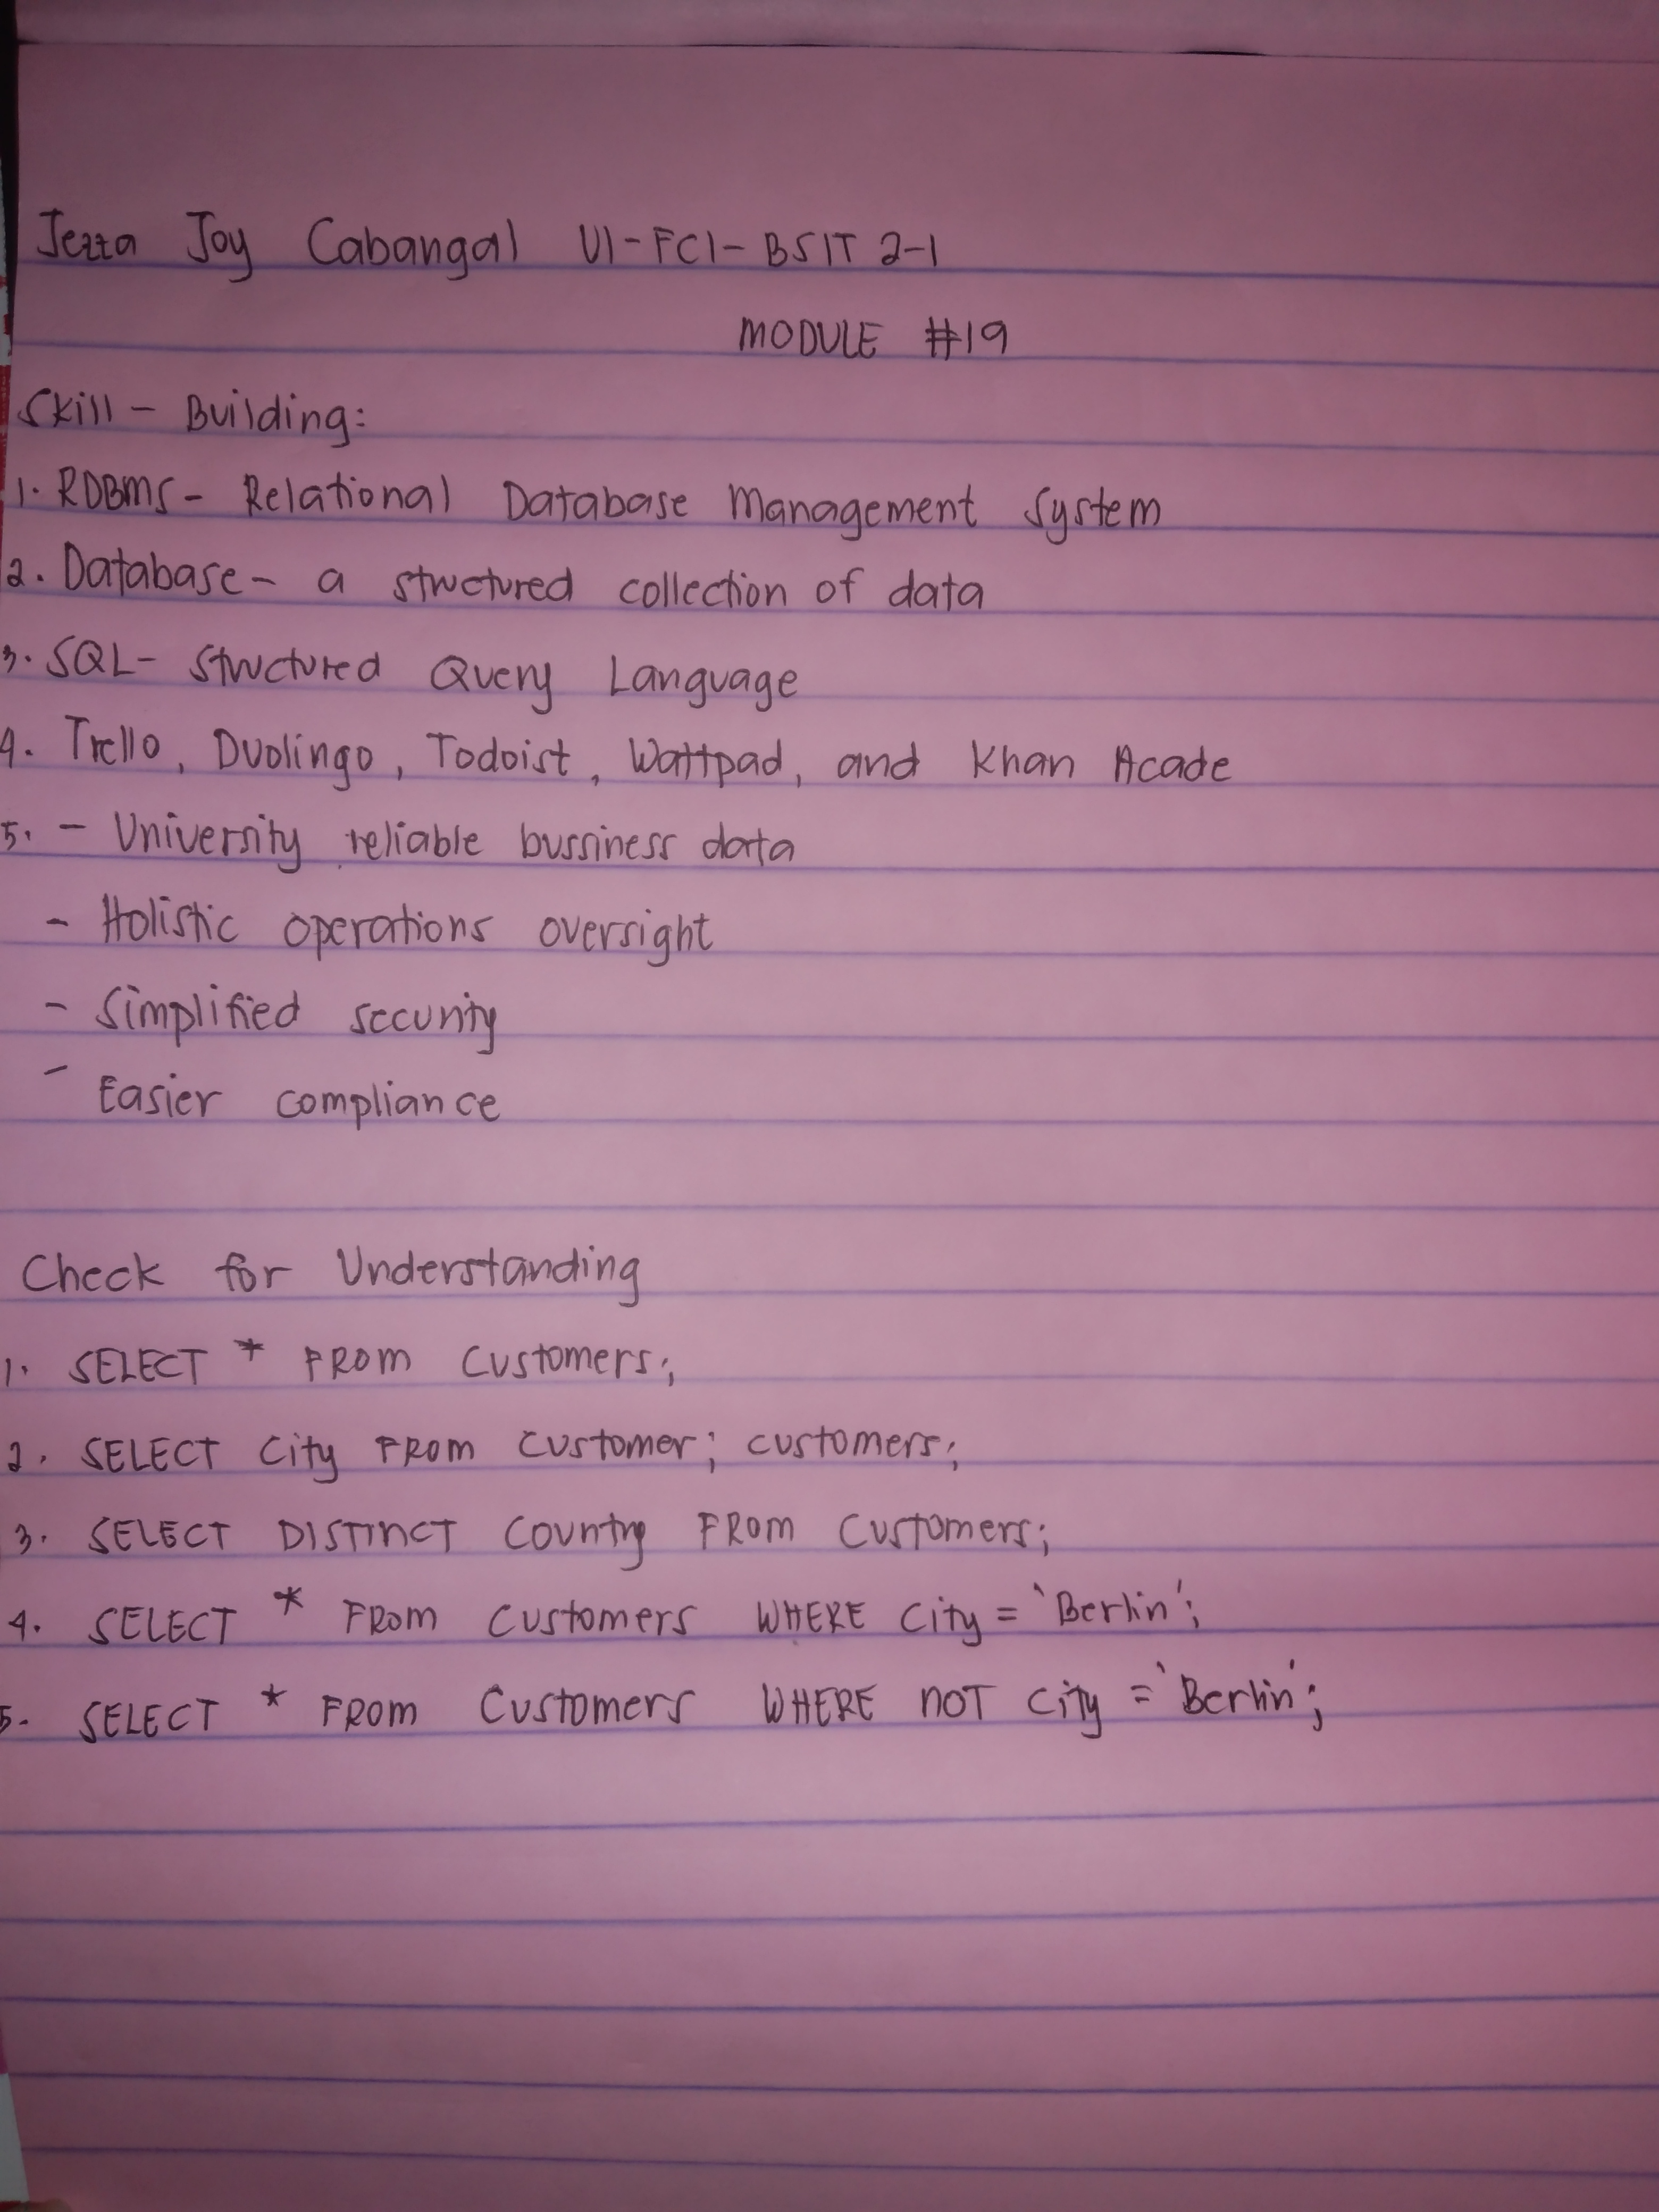 Jezza Joy Cabangal UI-FCI-BSIT 2-1
MODULE #19
Skill - Building:
1. RDBMS - Relational Database Management System
2. Database - a structured collection of data
3. SQL - Structured Query Language
4. Trello, Duolingo, Todoist, Wattpad, and Khan Acade
5. - University reliable bussiness data
- Holistic operations oversight
- Simplified security
- Easier compliance
Check for Understanding
1. SELECT * FROM Customers;
2. SELECT City FROM Customer; customers;
3. SELECT DISTINCT Country FROM Customers;
4. SELECT * FROM Customers WHERE City = 'Berlin';
5. SELECT * FROM Customers WHERE NOT City = 'Berlin';